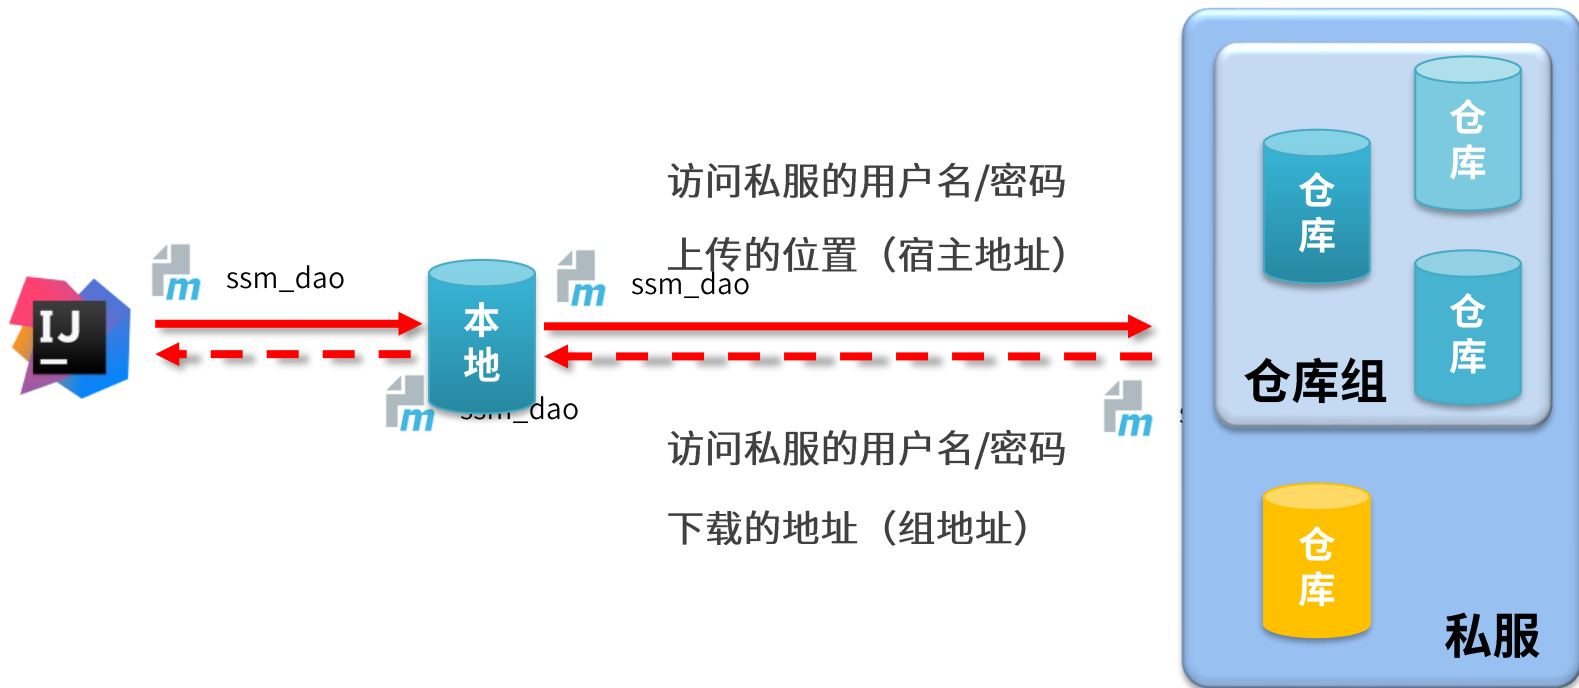 访问私服的用户名/密码
上传的位置（宿主地址）
ssm_dao
ssm_dao
m
m
IJ
本地
ssm_dao
m
m
访问私服的用户名/密码
下载的地址（组地址）
仓库
仓库
仓库
仓库组
仓库
私服